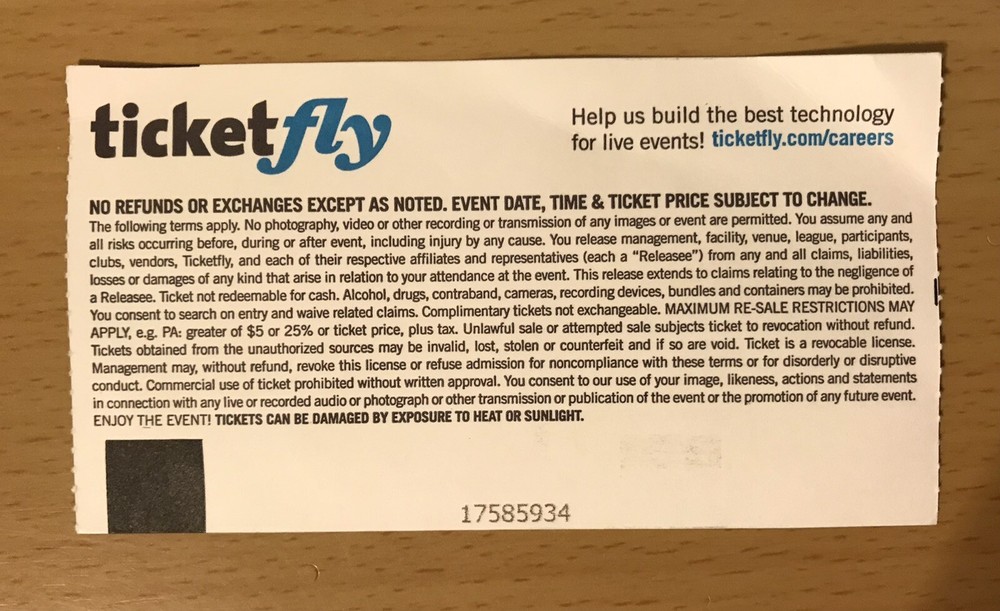 ticketfly
Help us build the best technology
for live events! ticketfly.com/careers
NO REFUNDS OR EXCHANGES EXCEPT AS NOTED. EVENT DATE, TIME & TICKET PRICE SUBJECT TO CHANGE.
The following terms apply. No photography, video or other recording or transmission of any images or event are permitted. You assume any and
all risks occurring before, during or after event, including injury by any cause. You release management, facility, venue, league, participants,
clubs, vendors, Ticketfly, and each of their respective affiliates and representatives (each a “Releasee”) from any and all claims, liabilities,
losses or damages of any kind that arise in relation to your attendance at the event. This release extends to claims relating to the negligence of
a Releasee. Ticket not redeemable for cash. Alcohol, drugs, contraband, cameras, recording devices, bundles and containers may be prohibited.
You consent to search on entry and waive related claims. Complimentary tickets not exchangeable. MAXIMUM RE-SALE RESTRICTIONS MAY
APPLY, e.g. PA: greater of $5 or 25% or ticket price, plus tax. Unlawful sale or attempted sale subjects ticket to revocation without refund.
Tickets obtained from the unauthorized sources may be invalid, lost, stolen or counterfeit and if so are void. Ticket is a revocable license.
Management may, without refund, revoke this license or refuse admission for noncompliance with these terms or for disorderly or disruptive
conduct. Commercial use of ticket prohibited without written approval. You consent to our use of your image, likeness, actions and statements
in connection with any live or recorded audio or photograph or other transmission or publication of the event or the promotion of any future event.
ENJOY THE EVENT! TICKETS CAN BE DAMAGED BY EXPOSURE TO HEAT OR SUNLIGHT.
17585934